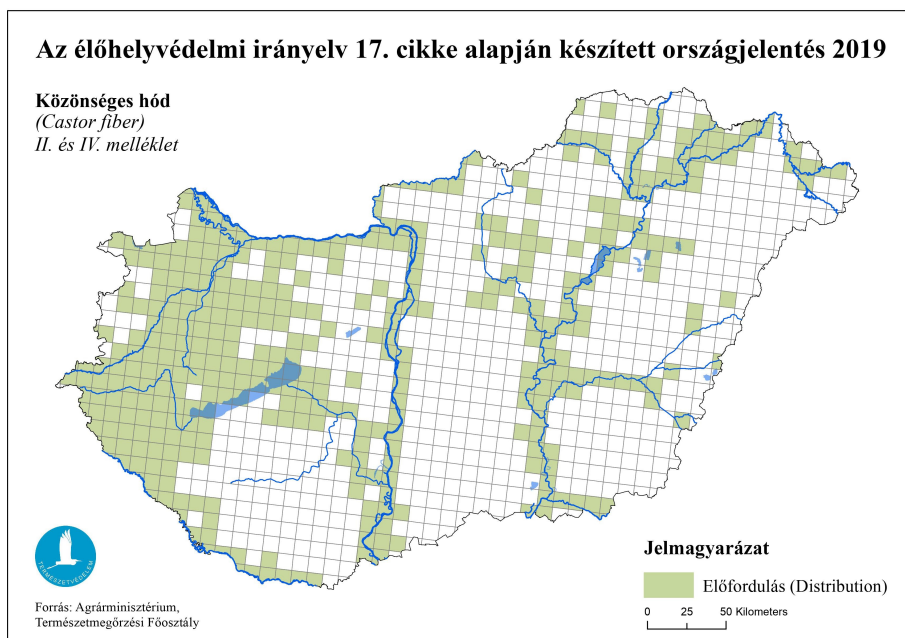 Az élőhelyvédelmi irányelv 17. cikke alapján készített országjelentés 2019
Közönséges hód
(Castor fiber)
II. és IV. melléklet
TERMÉSZETVÉDELEM
Forrás: Agrárminisztérium,
Természetmegőrzési Főosztály
Jelmagyarázat
Előfordulás (Distribution)
0 25 50 Kilometers